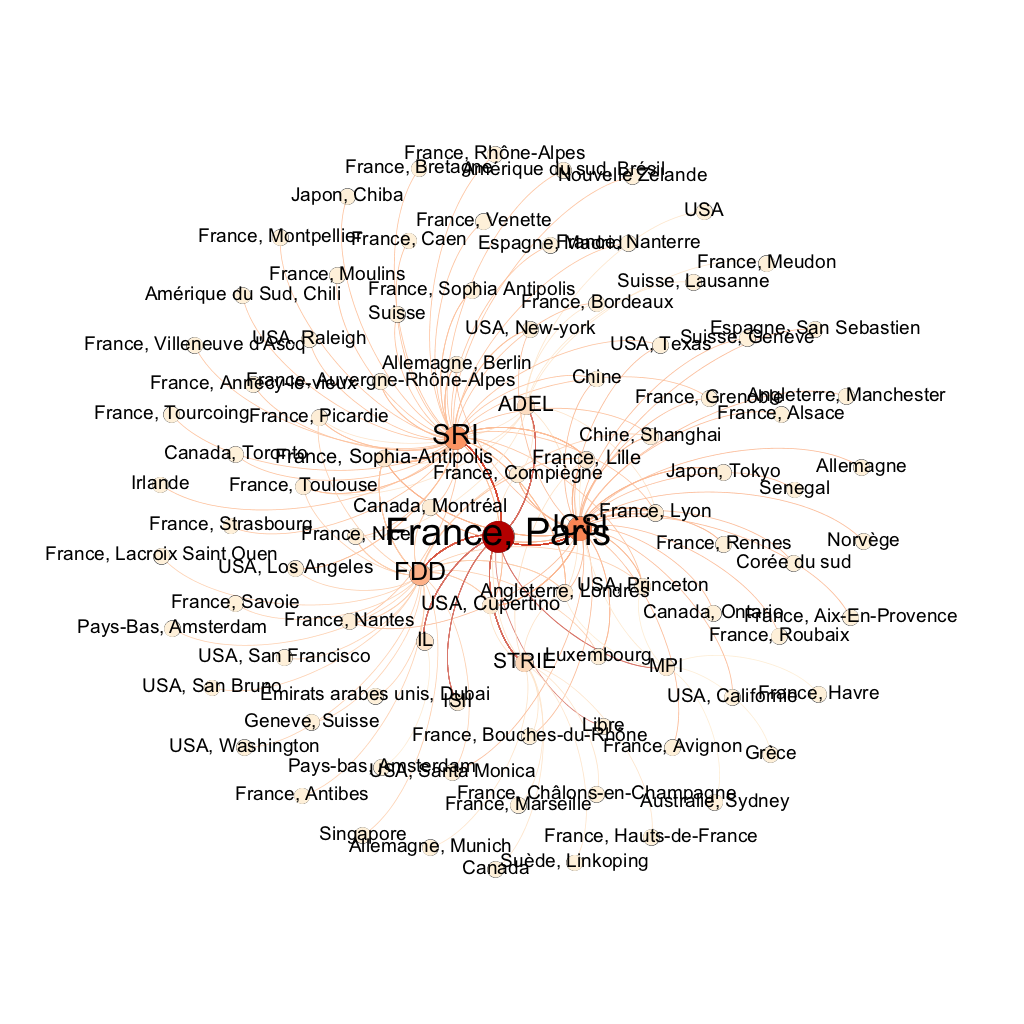 France, Rhône-Alpes
France, Bretagne
Amérique du sud, Brésil
Nouvelle Zélande
Japon, Chiba
USA
France, Venette
France, Montpellier
France, Caen
Espagne, Madrid
France, Nanterre
France, Meudon
France, Moulins
Suisse, Lausanne
Amérique du Sud, Chili
France, Sophia Antipolis
France, Bordeaux
Suisse
USA, New-york
Espagne, San Sebastien
France, Villeneuve d'Ascq
USA, Raleigh
USA, Texas
Suisse, Genève
Allemagne, Berlin
France, Annecy-le-vieux
France, Auvergne-Rhône-Alpes
Chine
France, Grenoble
Angleterre, Manchester
ADEL
France, Tourcoing
France, Picardie
France, Alsace
SRI
Chine, Shanghai
Canada, Toronto
France, Sophia-Antipolis
France, Lille
Allemagne
France, Compiègne
Japon, Tokyo
Irlande
France, Toulouse
Senegal
Canada, Montréal
France, Lyon
France, Strasbourg
France, Nice
France, Paris
ICSI
Norvège
France, Rennes
France, Lacroix Saint Ouen
USA, Los Angeles
FDD
Corée du sud
USA, Princeton
Angleterre, Londres
France, Savoie
USA, Cupertino
Canada, Ontario
France, Aix-En-Provence
Pays-Bas, Amsterdam
France, Nantes
France, Roubaix
IL
USA, San Francisco
STRIE
Luxembourg
MPI
USA, San Bruno
Emirats arabes unis, Dubai
ISII
USA, Californie
France, Havre
Geneve, Suisse
Libre
France, Bouches-du-Rhône
USA, Washington
France, Avignon
Grèce
Pays-bas, Amsterdam
USA, Santa Monica
France, Antibes
France, Châlons-en-Champagne
France, Marseille
Australie, Sydney
Singapore
France, Hauts-de-France
Allemagne, Munich
Suède, Linkoping
Canada